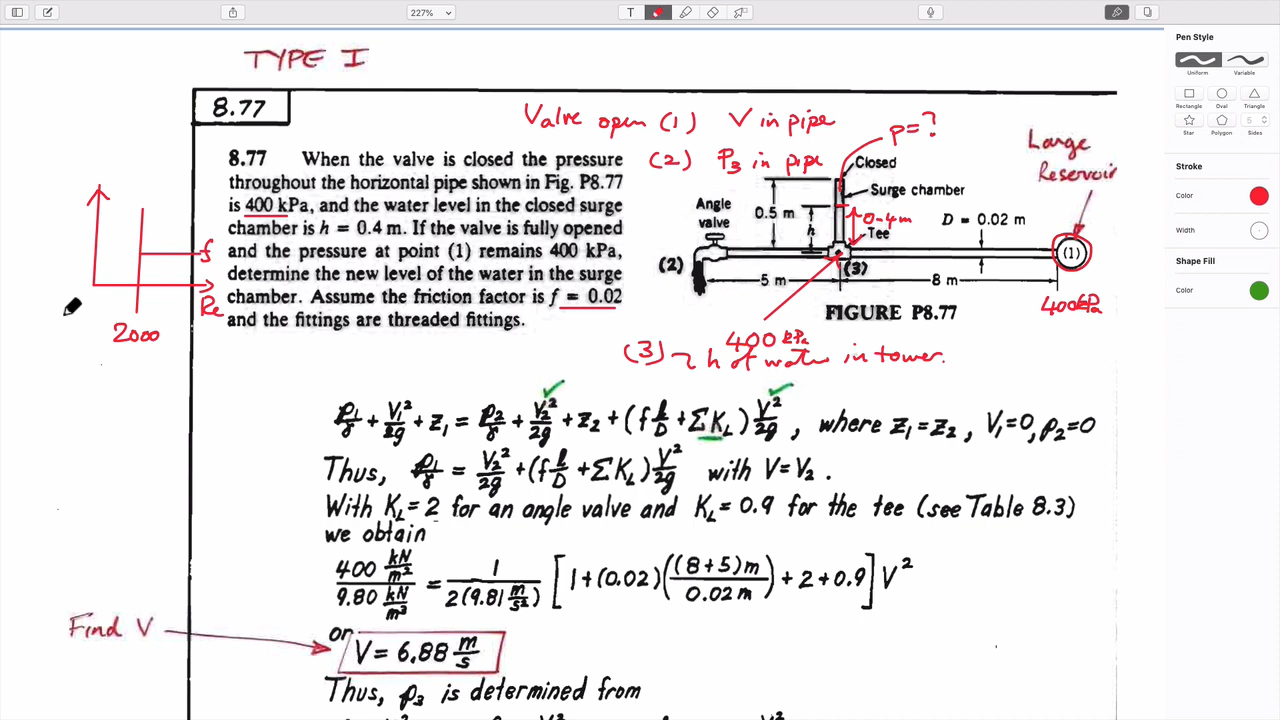 227%
T
Pen Style
Uniform
Variable
Rectangle
Oval
Triangle
Star
Polygon
5
Sides
Stroke
Color
Width
Shape Fill
Color
TYPE I
8.77
Valve open (1) V in pipe
(2) P₃ in pipe
p=?
Large
Reservoir
8.77 When the valve is closed the pressure
throughout the horizontal pipe shown in Fig. P8.77
is 400 kPa, and the water level in the closed surge
chamber is h = 0.4 m. If the valve is fully opened
and the pressure at point (1) remains 400 kPa,
determine the new level of the water in the surge
chamber. Assume the friction factor is f = 0.02
and the fittings are threaded fittings.
f
Re
2000
Closed
Surge chamber
Angle
valve
0.5 m
h
0.4m
Tee
D = 0.02 m
(2)
(3)
(1)
5 m
8 m
400kPa
FIGURE P8.77
400 kPa
(3) ~ h of water in tower.
p₁/γ + V₁²/2g + z₁ = p₂/γ + V₂²/2g + z₂ + (f l/D + ΣK_L) V²/2g , where z₁=z₂, V₁=0, p₂=0
Thus, p₁/γ = V₂²/2g + (f l/D + ΣK_L) V²/2g with V=V₂ .
With K_L=2 for an angle valve and K_L=0.9 for the tee (see Table 8.3)
we obtain
400 kN/m² / 9.80 kN/m³ = 1 / 2(9.81 m/s²) [1+(0.02)((8+5)m / 0.02m)+2+0.9] V²
Find V
or
V= 6.88 m/s
Thus, p₃ is determined from